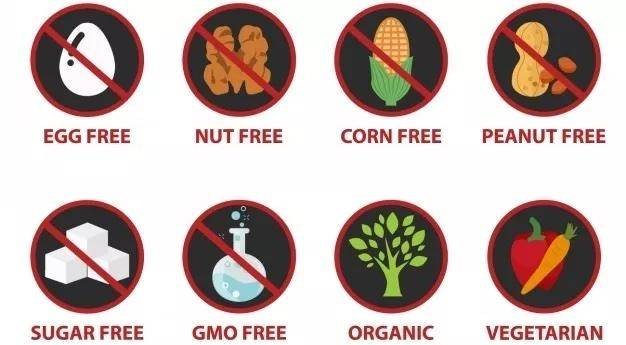 EGG FREE
NUT FREE
CORN FREE
PEANUT FREE
SUGAR FREE
GMO FREE
ORGANIC
VEGETARIAN